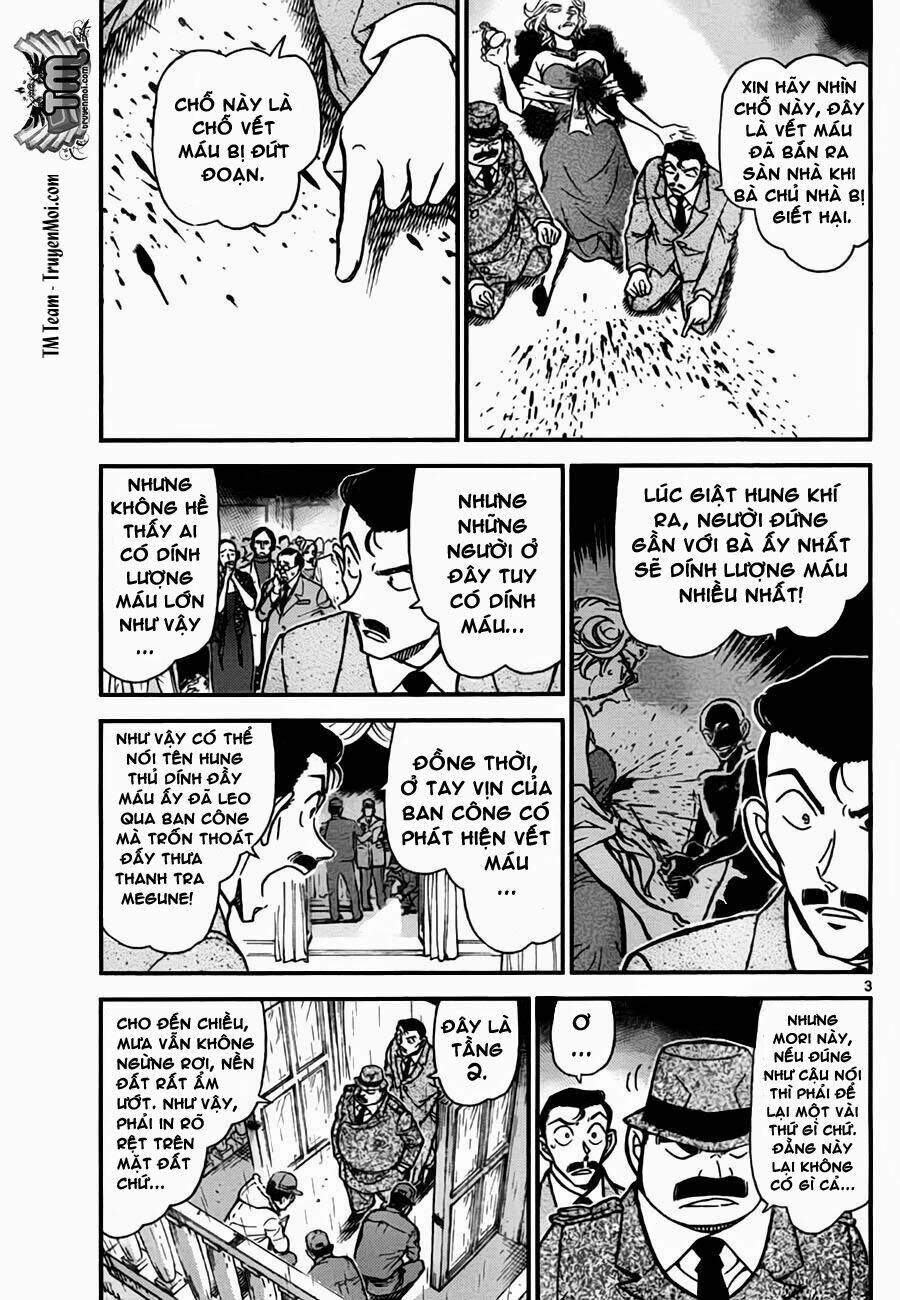 XIN HÃY NHÌN
CHỖ NÀY, ĐÂY
LÀ VẾT MÁU
ĐÃ BẮN RA
SÀN NHÀ KHI
BÀ CHỦ NHÀ BỊ
GIẾT HẠI.
CHỖ NÀY LÀ
CHỖ VẾT
MÁU BỊ ĐỨT
ĐOẠN.
TM
truyenmoi.com
TM Team - TruyenMoi.com
LÚC GIẬT HUNG KHÍ
RA, NGƯỜI ĐỨNG
GẦN VỚI BÀ ẤY NHẤT
SẼ DÍNH LƯỢNG MÁU
NHIỀU NHẤT!
NHƯNG
NHỮNG
NGƯỜI Ở
ĐÂY TUY
CÓ DÍNH
MÁU...
NHƯNG
KHÔNG HỀ
THẤY AI
CÓ DÍNH
LƯỢNG
MÁU LỚN
NHƯ VẬY
...
ĐỒNG THỜI,
Ở TAY VỊN CỦA
BAN CÔNG CÓ
PHÁT HIỆN VẾT
MÁU
...
NHƯ VẬY CÓ THỂ
NÓI TÊN HUNG
THỦ DÍNH ĐẦY
MÁU ẤY ĐÃ LEO
QUA BAN CÔNG
MÀ TRỐN THOÁT
ĐẤY THƯA
THANH TRA
MEGUNE!
3
NHƯNG
MORI NÀY,
NẾU ĐÚNG
NHƯ CẬU NÓI
THÌ PHẢI ĐỂ
LẠI MỘT VÀI
THỨ GÌ CHỨ.
ĐẰNG NÀY
LẠI KHÔNG
CÓ GÌ CẢ...
Ơ
...
ĐÂY LÀ
TẦNG
2.
CHO ĐẾN CHIỀU,
MƯA VẪN KHÔNG
NGỪNG RƠI, NỀN
ĐẤT RẤT ẨM
ƯỚT. NHƯ VẬY,
PHẢI IN RÕ
RỆT TRÊN
MẶT ĐẤT
CHỨ...